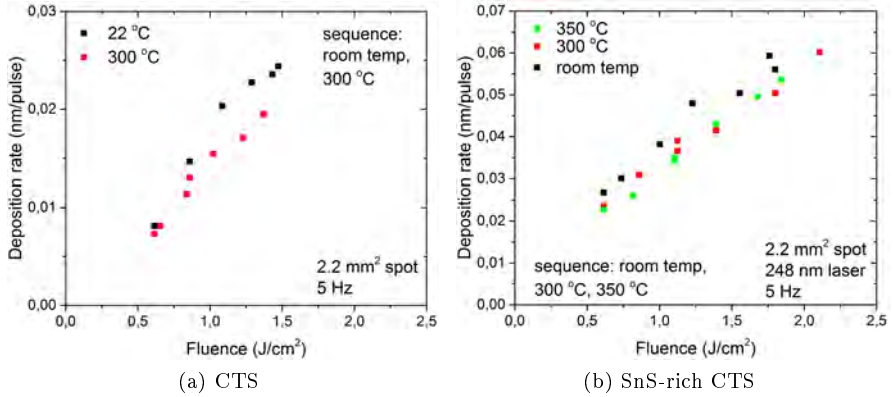 22 °C
300 °C
sequence:
room temp,
300 °C
2.2 mm² spot
5 Hz
0,03
0,02
0,01
0,00
0,0 0,5 1,0 1,5 2,0 2,5
Deposition rate (nm/pulse)
Fluence (J/cm²)
(a) CTS
350 °C
300 °C
room temp
sequence: room temp,
300 °C, 350 °C
2.2 mm² spot
248 nm laser
5 Hz
0,07
0,06
0,05
0,04
0,03
0,02
0,01
0,00
0,0 0,5 1,0 1,5 2,0 2,5
Deposition rate (nm/pulse)
Fluence (J/cm²)
(b) SnS-rich CTS